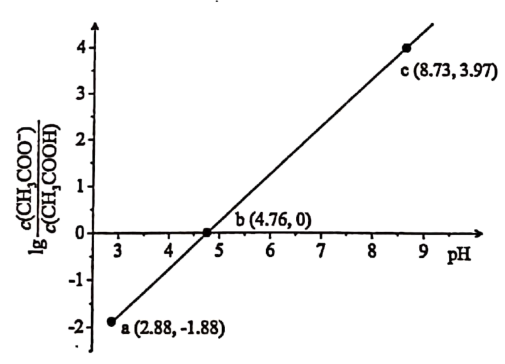 4
c (8.73, 3.97)
3
2
1
lg c(CH₃COO⁻) / c(CH₃COOH)
b (4.76, 0)
0
3 4 5 6 7 8 9 pH
-1
-2
a (2.88, -1.88)